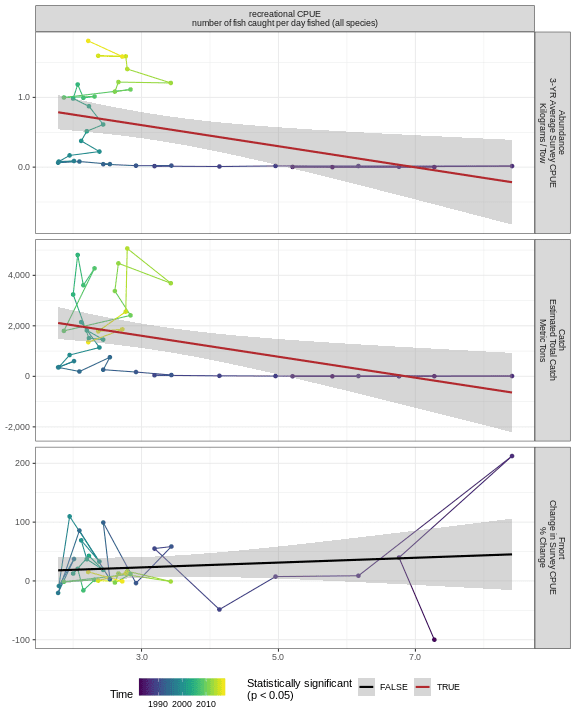 recreational CPUE
number of fish caught per day fished (all species)
1.0
0.0
Abundance
3-YR Average Survey CPUE
Kilograms / Tow
4,000
2,000
0
-2,000
Catch
Estimated Total Catch
Metric Tons
200
100
0
-100
Fmort
Change in Survey CPUE
% Change
3.0
5.0
7.0
Time
1990 2000 2010
Statistically significant
(p < 0.05)
FALSE
TRUE